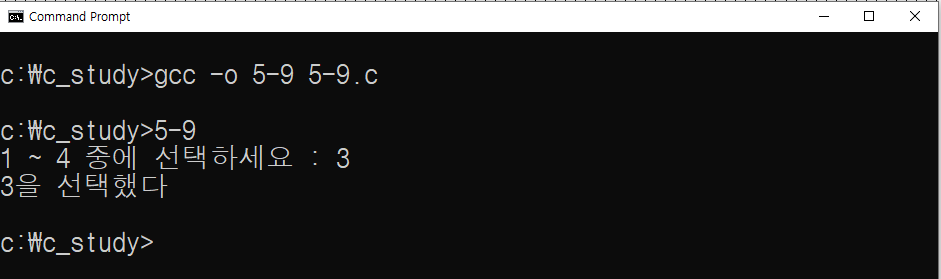 Command Prompt
c:₩c_study>gcc -o 5-9 5-9.c
c:₩c_study>5-9
1 ~ 4 중에 선택하세요 : 3
3을 선택했다
c:₩c_study>